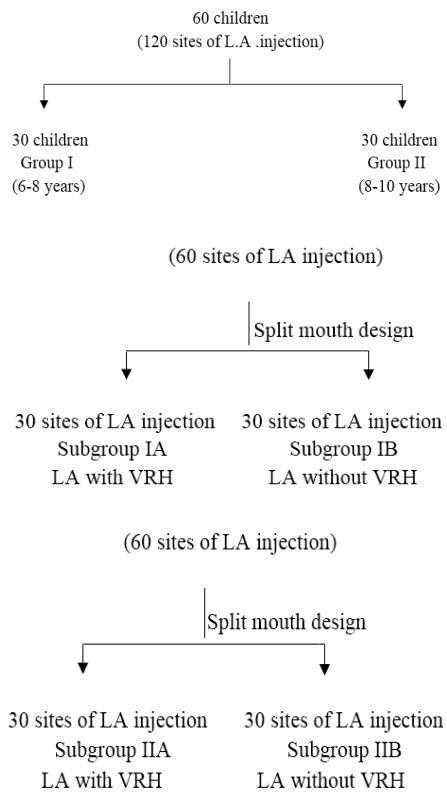 60 children
(120 sites of L.A .injection)
30 children
Group I
(6-8 years)
30 children
Group II
(8-10 years)
(60 sites of LA injection)
Split mouth design
30 sites of LA injection
Subgroup IA
LA with VRH
30 sites of LA injection
Subgroup IB
LA without VRH
(60 sites of LA injection)
Split mouth design
30 sites of LA injection
Subgroup IIA
LA with VRH
30 sites of LA injection
Subgroup IIB
LA without VRH